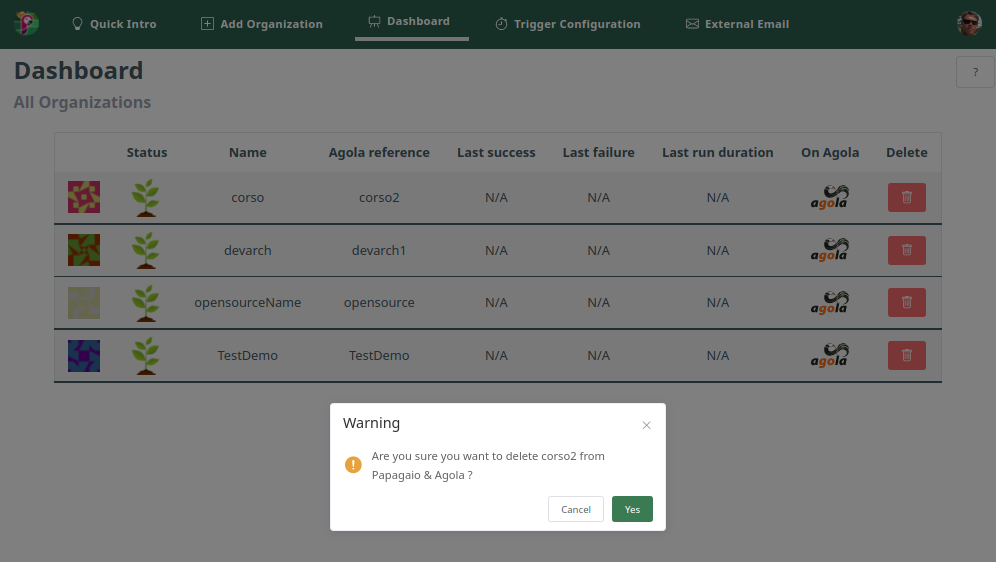 Quick Intro
Add Organization
Dashboard
Trigger Configuration
External Email
Dashboard
?
All Organizations
Status Name Agola reference Last success Last failure Last run duration On Agola Delete
corso corso2 N/A N/A N/A agola
devarch devarch1 N/A N/A N/A agola
opensourceName opensource N/A N/A N/A agola
TestDemo TestDemo N/A N/A N/A agola
Warning
Are you sure you want to delete corso2 from
Papagaio & Agola ?
Cancel Yes